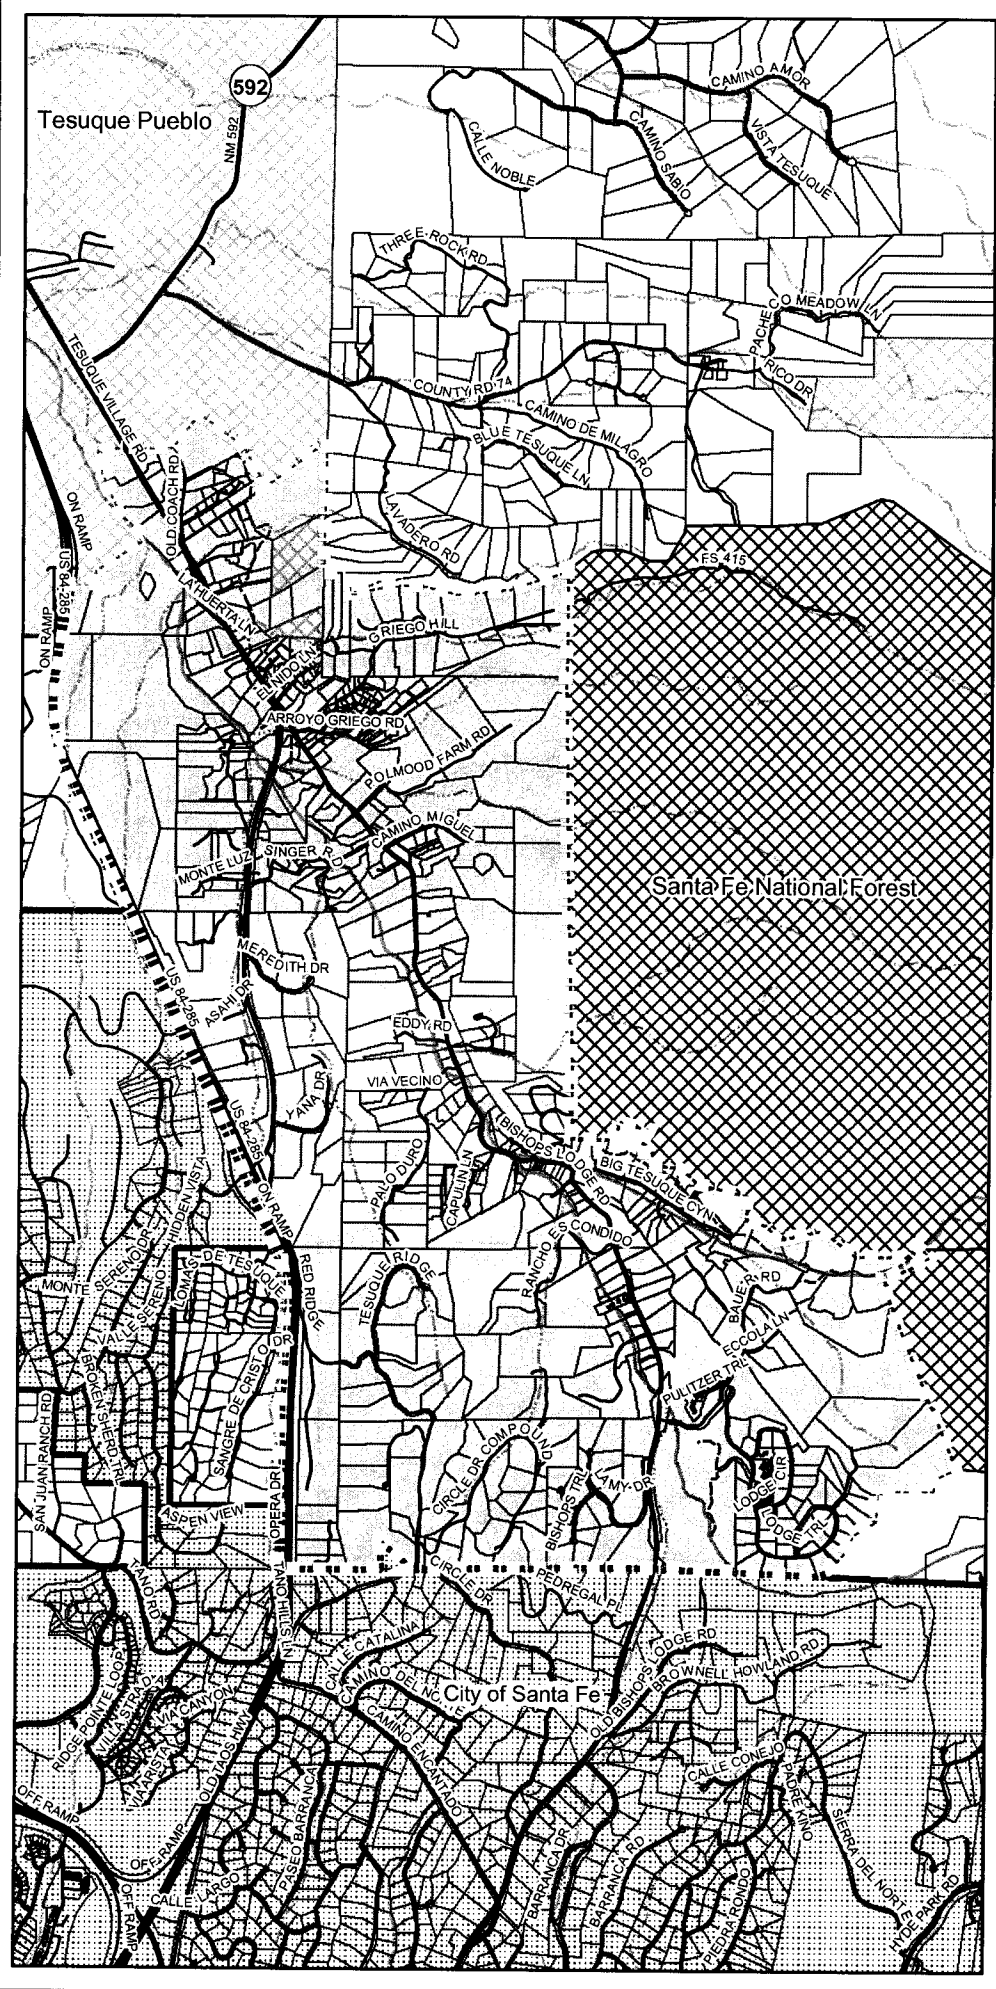 592
Tesuque Pueblo
NM 592
CAMINO AMOR
CAMINO SABIO
VISTA TESUQUE
CALLE NOBLE
THREE ROCK RD
PACHECO MEADOW LN
RICO DR
TESUQUE VILLAGE RD
COUNTY RD 74
CAMINO DE MILAGRO
BLUE TESUQUE LN
OLD COACH RD
ON RAMP
LAVADERO RD
US 84-285
FS 415
LA HUERTA LN
ON RAMP
GRIEGO HILL
EL NIDO LN
ARROYO GRIEGO RD
POLMOOD FARM RD
CAMINO MIGUEL
MONTE LUZ
SINGER RD
Santa Fe National Forest
MEREDITH DR
US 84-285
ASAHI DR
EDDY RD
VIA VECINO
YANA DR
US 84-285
BISHOPS LODGE RD
BIG TESUQUE CYN
PALO DURO
CAPULIN LN
HIDDEN VISTA
ON RAMP
RANCHO ESCONDIDO
MONTE SERENO DR
LOMAS DE TESUQUE
RED RIDGE
TESUQUE RIDGE
BAUER RD
VALLE SERENO
ECCOLA LN
BROKEN SHERD TRL
SANGRE DE CRISTO DR
PULITZER TRL
SAN JUAN RANCH RD
CIRCLE DR COMPOUND
BISHOPS TRL
LAMY DR
LODGE CIR
LODGE TRL
OPERA DR
ASPEN VIEW
TANO RD
TANO HILLS LN
CIRCLE DR
PEDREGAL PL
CALLE CATALINA
OLD BISHOPS LODGE RD
BROWNELL HOWLAND RD
CAMINO DEL NO
City of Santa Fe
RIDGE POINTE LOOP
VILLASTRADA
VIA CANYON
VIA RETA
OLD TAOS HWY
CAMINO ENCANTADO
CALLE CONEJO
PADRE KINO
OFF RAMP
PASEO BARRANCA
SIERRA DEL NORTE
OFF RAMP
BARRANCA DR
BARRANCA RD
CALLE LARGO
OFF RAMP
PIEDRA RONDO
HYDE PARK RD